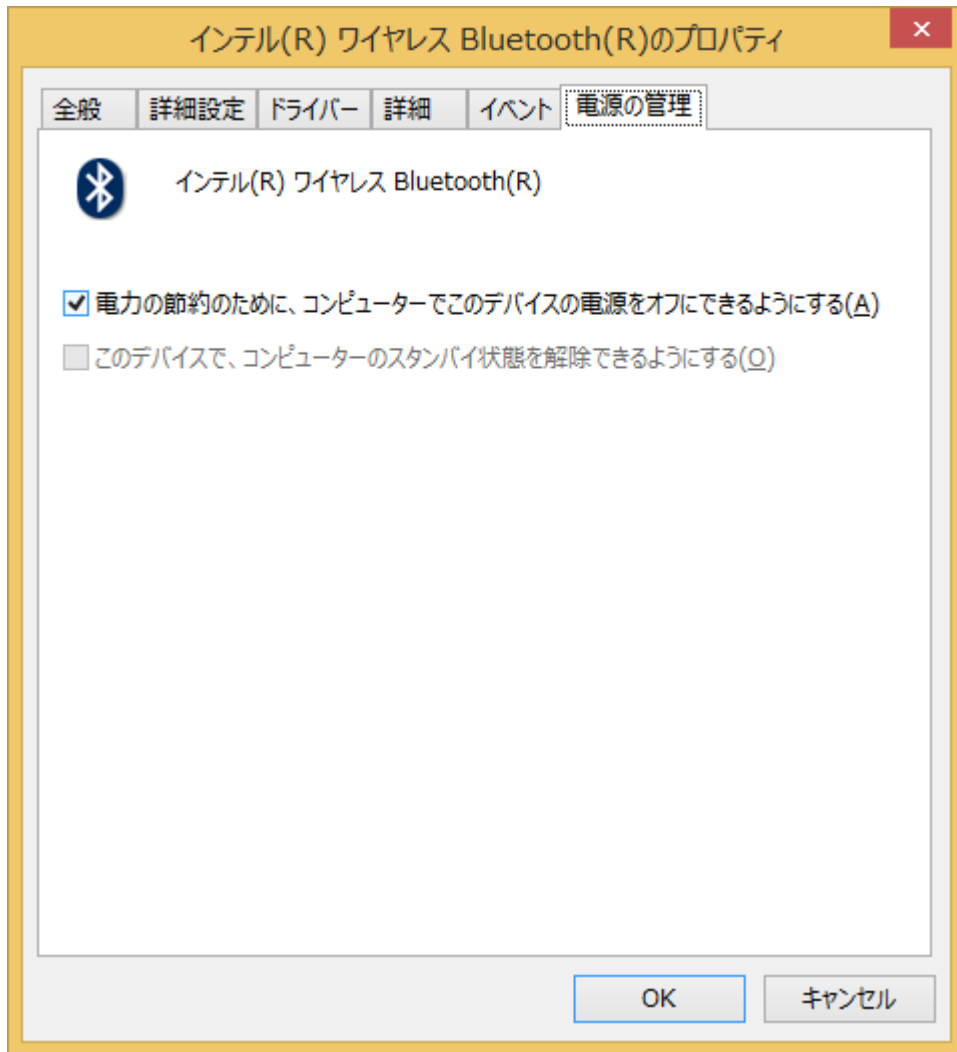 インテル(R) ワイヤレス Bluetooth(R)のプロパティ
全般 詳細設定 ドライバー 詳細 イベント 電源の管理
インテル(R) ワイヤレス Bluetooth(R)
電力の節約のために、コンピューターでこのデバイスの電源をオフにできるようにする(A)
このデバイスで、コンピューターのスタンバイ状態を解除できるようにする(O)
OK キャンセル